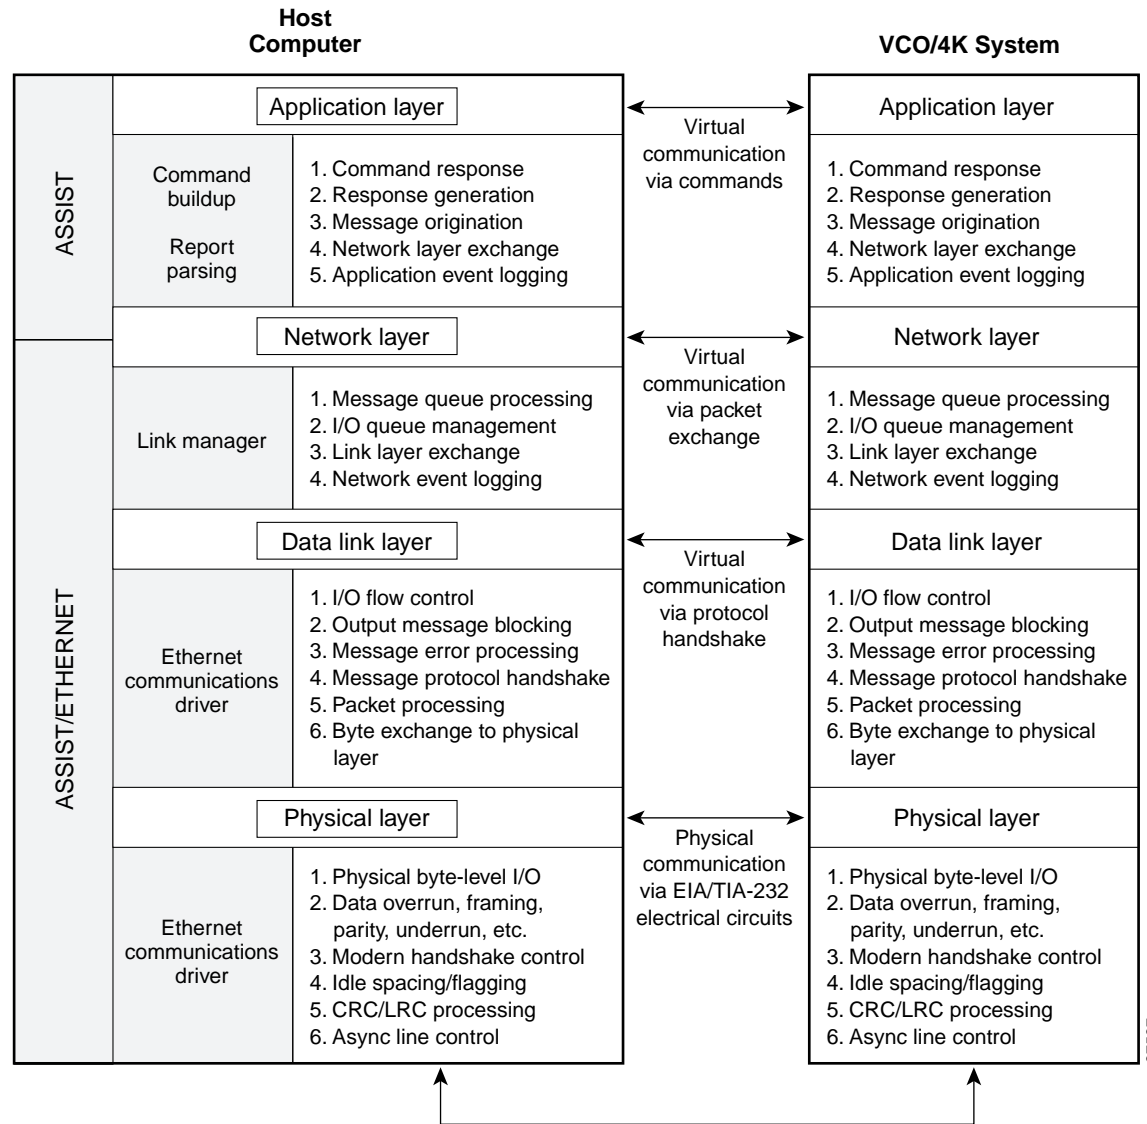 Host
Computer
VCO/4K System
ASSIST
Application layer
Command
buildup
Report
parsing
1. Command response
2. Response generation
3. Message origination
4. Network layer exchange
5. Application event logging
Virtual
communication
via commands
Application layer
1. Command response
2. Response generation
3. Message origination
4. Network layer exchange
5. Application event logging
ASSIST/ETHERNET
Network layer
Link manager
1. Message queue processing
2. I/O queue management
3. Link layer exchange
4. Network event logging
Virtual
communication
via packet
exchange
Network layer
1. Message queue processing
2. I/O queue management
3. Link layer exchange
4. Network event logging
Data link layer
Ethernet
communications
driver
1. I/O flow control
2. Output message blocking
3. Message error processing
4. Message protocol handshake
5. Packet processing
6. Byte exchange to physical
layer
Virtual
communication
via protocol
handshake
Data link layer
1. I/O flow control
2. Output message blocking
3. Message error processing
4. Message protocol handshake
5. Packet processing
6. Byte exchange to physical
layer
Physical layer
Ethernet
communications
driver
1. Physical byte-level I/O
2. Data overrun, framing,
parity, underrun, etc.
3. Modern handshake control
4. Idle spacing/flagging
5. CRC/LRC processing
6. Async line control
Physical
communication
via EIA/TIA-232
electrical circuits
Physical layer
1. Physical byte-level I/O
2. Data overrun, framing,
parity, underrun, etc.
3. Modern handshake control
4. Idle spacing/flagging
5. CRC/LRC processing
6. Async line control